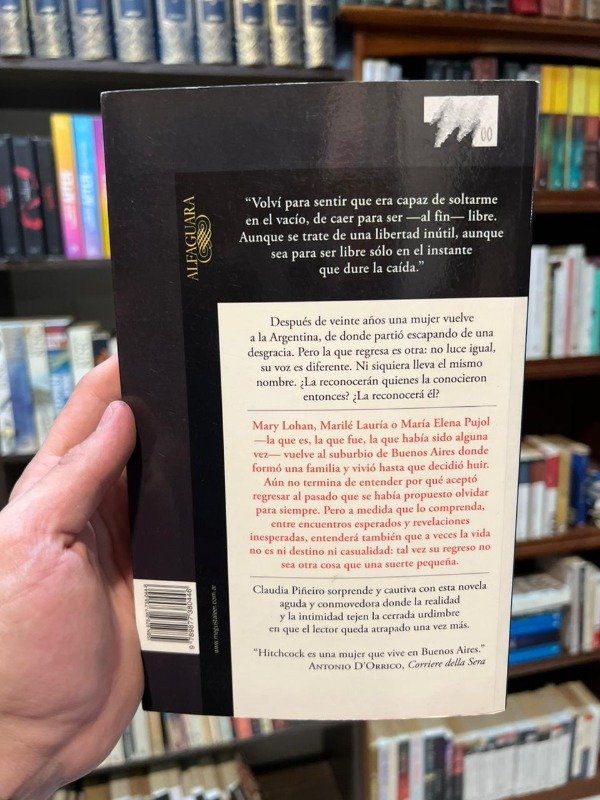 00
ALFAGUARA
“Volví para sentir que era capaz de soltarme
en el vacío, de caer para ser —al fin— libre.
Aunque se trate de una libertad inútil, aunque
sea para ser libre sólo en el instante
que dure la caída.”
Después de veinte años una mujer vuelve
a la Argentina, de donde partió escapando de una
desgracia. Pero la que regresa es otra: no luce igual,
su voz es diferente. Ni siquiera lleva el mismo
nombre. ¿La reconocerán quienes la conocieron
entonces? ¿La reconocerá él?
Mary Lohan, Marilé Lauría o María Elena Pujol
—la que es, la que fue, la que había sido alguna
vez— vuelve al suburbio de Buenos Aires donde
formó una familia y vivió hasta que decidió huir.
Aún no termina de entender por qué aceptó
regresar al pasado que se había propuesto olvidar
para siempre. Pero a medida que lo comprenda,
entre encuentros esperados y revelaciones
inesperadas, entenderá también que a veces la vida
no es ni destino ni casualidad: tal vez su regreso no
sea otra cosa que una suerte pequeña.
Claudia Piñeiro sorprende y cautiva con esta novela
aguda y conmovedora donde la realidad
y la intimidad tejen la cerrada urdimbre
en que el lector queda atrapado una vez más.
“Hitchcock es una mujer que vive en Buenos Aires.”
ANTONIO D’ORRICO, Corriere della Sera
www.megustaleer.com.ar